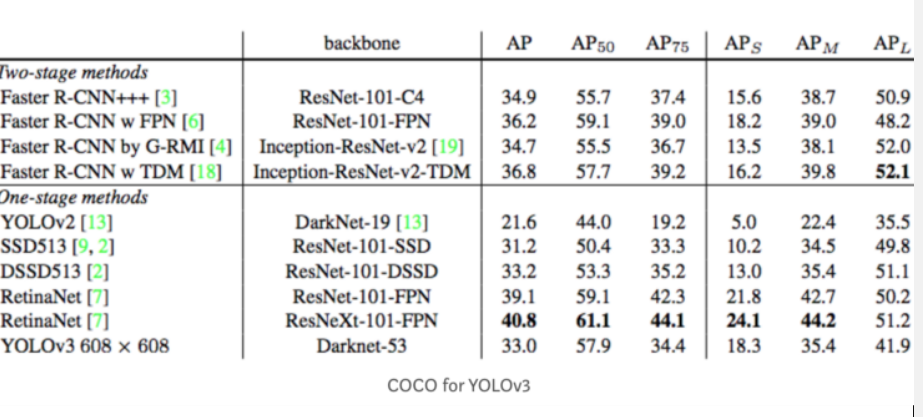 backbone AP AP50 AP75 APS APM APL
Two-stage methods
Faster R-CNN+++ [3] ResNet-101-C4 34.9 55.7 37.4 15.6 38.7 50.9
Faster R-CNN w FPN [6] ResNet-101-FPN 36.2 59.1 39.0 18.2 39.0 48.2
Faster R-CNN by G-RMI [4] Inception-ResNet-v2 [19] 34.7 55.5 36.7 13.5 38.1 52.0
Faster R-CNN w TDM [18] Inception-ResNet-v2-TDM 36.8 57.7 39.2 16.2 39.8 52.1
One-stage methods
YOLOv2 [13] DarkNet-19 [13] 21.6 44.0 19.2 5.0 22.4 35.5
SSD513 [9, 2] ResNet-101-SSD 31.2 50.4 33.3 10.2 34.5 49.8
DSSD513 [2] ResNet-101-DSSD 33.2 53.3 35.2 13.0 35.4 51.1
RetinaNet [7] ResNet-101-FPN 39.1 59.1 42.3 21.8 42.7 50.2
RetinaNet [7] ResNeXt-101-FPN 40.8 61.1 44.1 24.1 44.2 51.2
YOLOv3 608 × 608 Darknet-53 33.0 57.9 34.4 18.3 35.4 41.9
COCO for YOLOv3